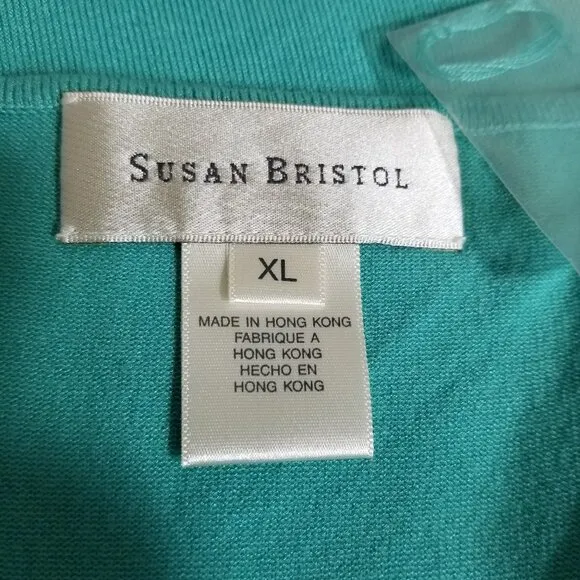 SUSAN BRISTOL
XL
MADE IN HONG KONG
FABRIQUE A
HONG KONG
HECHO EN
HONG KONG